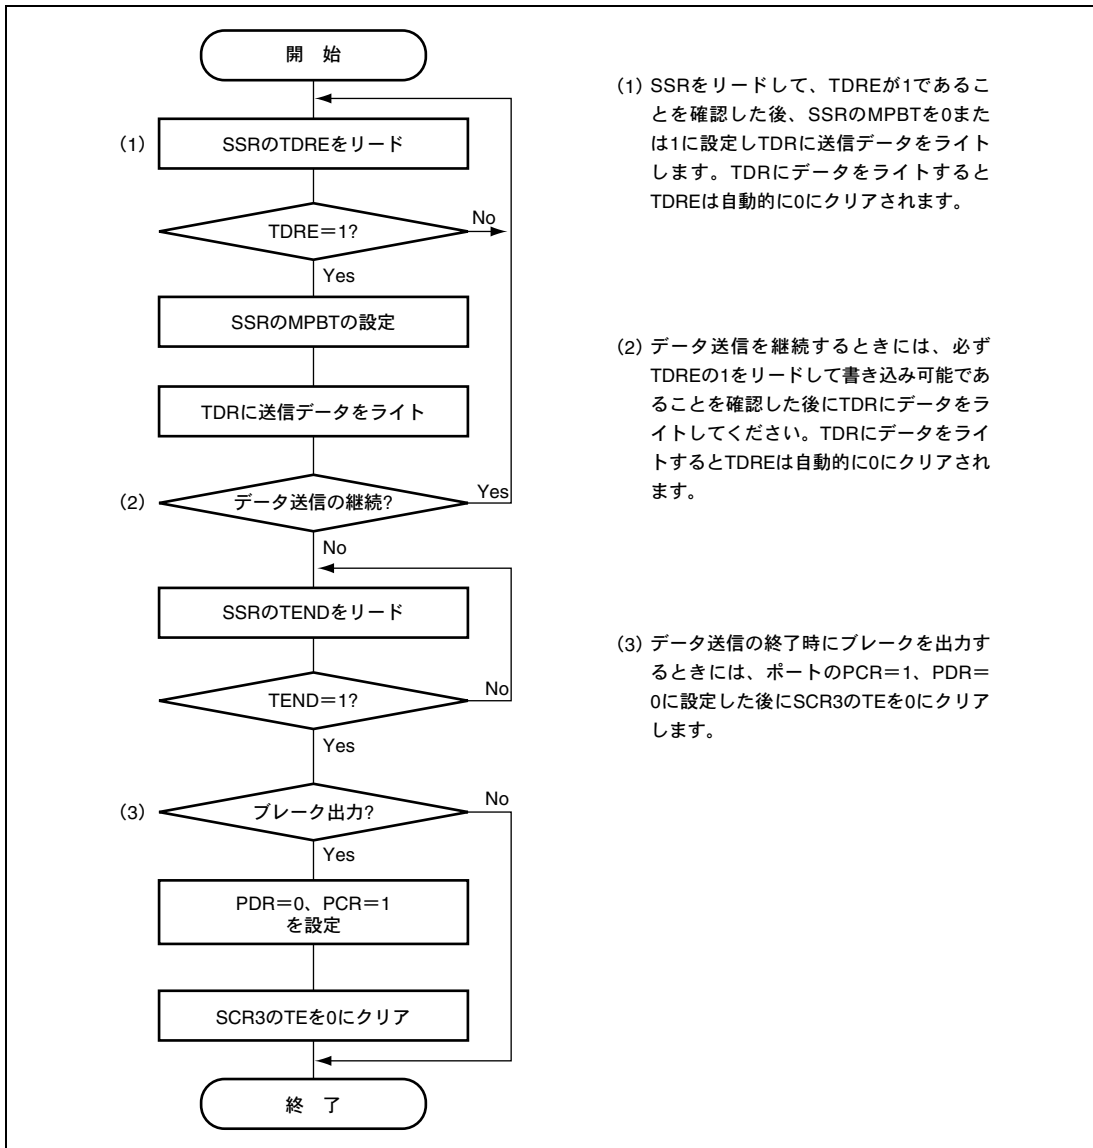 開 始
(1)
SSRのTDREをリード
TDRE＝1?
No
Yes
SSRのMPBTの設定
TDRに送信データをライト
(2)
データ送信の継続?
Yes
No
SSRのTENDをリード
TEND＝1?
No
Yes
(3)
ブレーク出力?
No
Yes
PDR＝0、PCR＝1
を設定
SCR3のTEを0にクリア
終 了
(1) SSRをリードして、TDREが1であるこ
とを確認した後、SSRのMPBTを0また
は1に設定しTDRに送信データをライト
します。TDRにデータをライトすると
TDREは自動的に0にクリアされます。
(2) データ送信を継続するときには、必ず
TDREの1をリードして書き込み可能であ
ることを確認した後にTDRにデータをラ
イトしてください。TDRにデータをライ
トするとTDREは自動的に0にクリアされ
ます。
(3) データ送信の終了時にブレークを出力す
るときには、ポートのPCR＝1、PDR＝
0に設定した後にSCR3のTEを0にクリア
します。